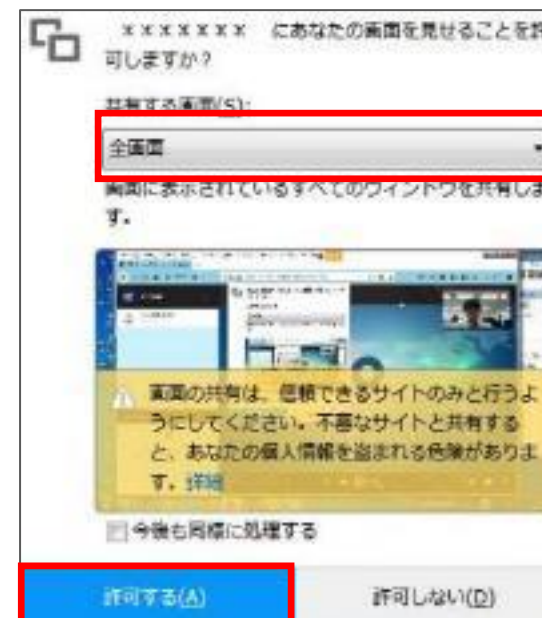 ××××××× にあなたの画面を見せることを許
可しますか?
共有する画面(S):
全画面
画面に表示されているすべてのウィンドウを共有しま
す。
画面の共有は、信頼できるサイトのみと行うよ
うにしてください。不審なサイトと共有する
と、あなたの個人情報を盗まれる危険がありま
す。詳細
今後も同様に処理する
許可する(A)
許可しない(D)